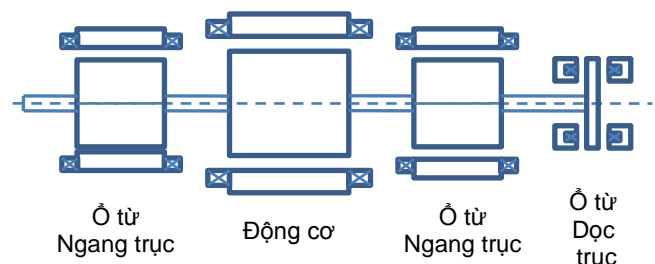 Ổ từ
Ngang trục
Động cơ
Ổ từ
Ngang trục
Ổ từ
Dọc
trục